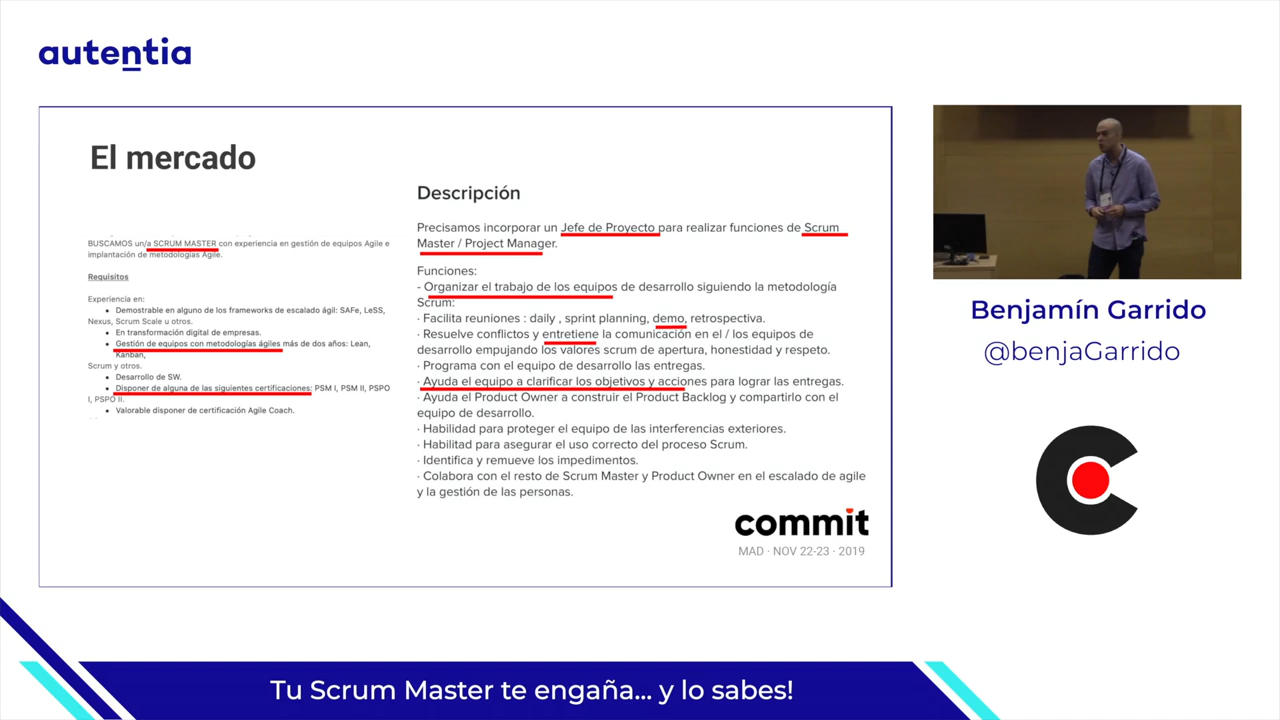 autentia
El mercado
BUSCAMOS un/a SCRUM MASTER con experiencia en gestión de equipos Agile e
implantación de metodologías Agile.
Requisitos
Experiencia en:
• Demostrable en alguno de los frameworks de escalado ágil: SAFe, LeSS,
Nexus, Scrum Scale u otros.
• En transformación digital de empresas.
• Gestión de equipos con metodologías ágiles más de dos años: Lean,
Kanban,
Scrum y otros.
• Desarrollo de SW.
• Disponer de alguna de las siguientes certificaciones: PSM I, PSM II, PSPO
I, PSPO II.
• Valorable disponer de certificación Agile Coach.
Descripción
Precisamos incorporar un Jefe de Proyecto para realizar funciones de Scrum
Master / Project Manager.
Funciones:
- Organizar el trabajo de los equipos de desarrollo siguiendo la metodología
Scrum:
· Facilita reuniones : daily , sprint planning, demo, retrospectiva.
· Resuelve conflictos y entretiene la comunicación en el / los equipos de
desarrollo empujando los valores scrum de apertura, honestidad y respeto.
· Programa con el equipo de desarrollo las entregas.
· Ayuda el equipo a clarificar los objetivos y acciones para lograr las entregas.
· Ayuda el Product Owner a construir el Product Backlog y compartirlo con el
equipo de desarrollo.
· Habilidad para proteger el equipo de las interferencias exteriores.
· Habilitad para asegurar el uso correcto del proceso Scrum.
· Identifica y remueve los impedimentos.
· Colabora con el resto de Scrum Master y Product Owner en el escalado de agile
y la gestión de las personas.
commit
MAD · NOV 22-23 · 2019
Benjamín Garrido
@benjaGarrido
Tu Scrum Master te engaña... y lo sabes!